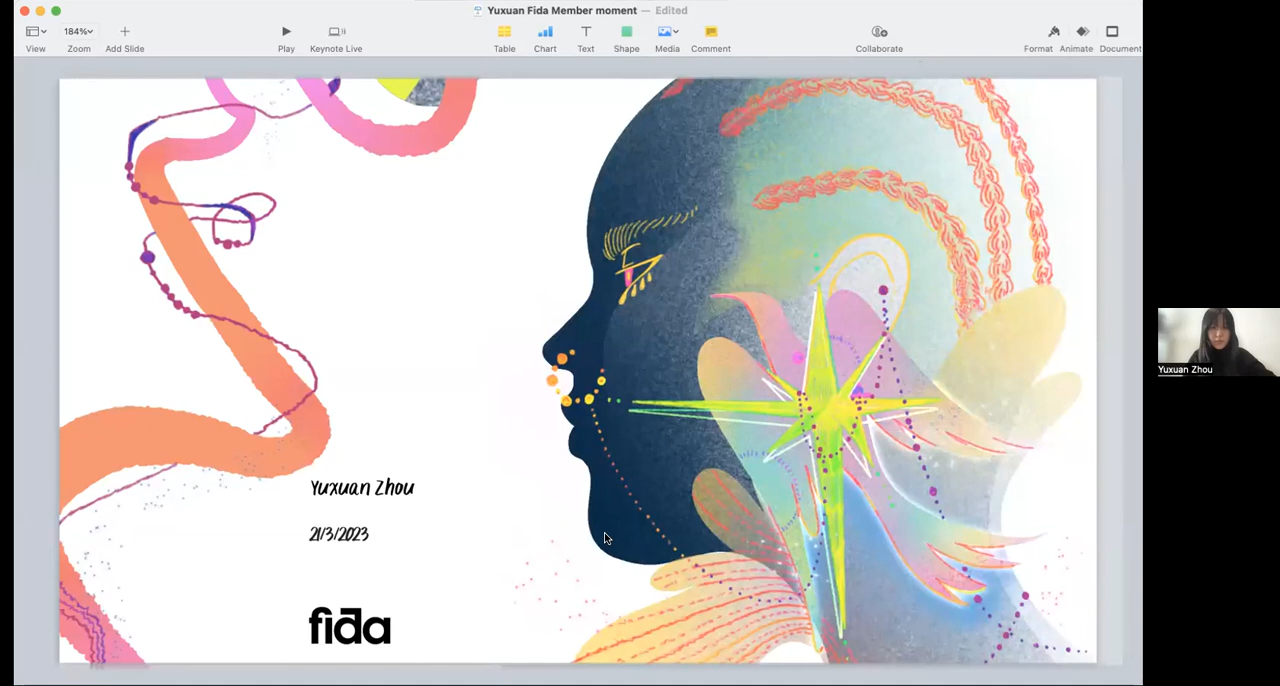 Yuxuan Fida Member moment — Edited
184%
View
Zoom
Add Slide
Play
Keynote Live
Table
Chart
Text
Shape
Media
Comment
Collaborate
Format
Animate
Document
Yuxuan Zhou
21/3/2023
fida
Yuxuan Zhou